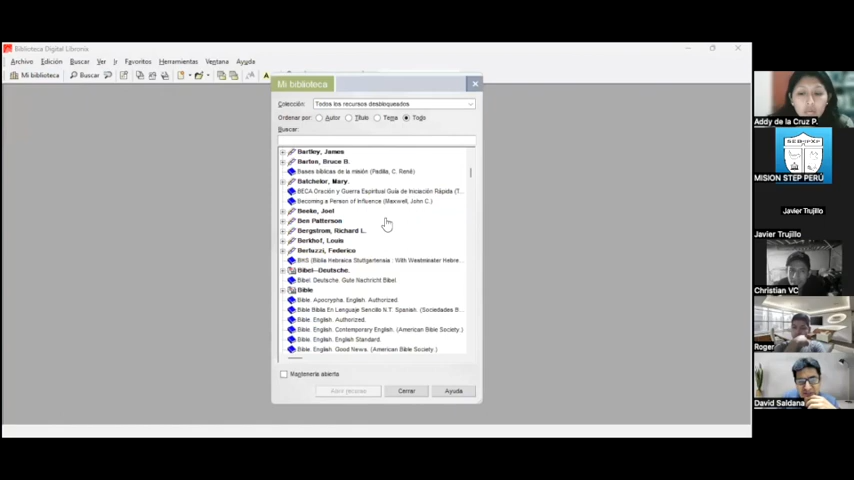 Biblioteca Digital Libronix
Archivo Edición Buscar Ver Ir Favoritos Herramientas Ventana Ayuda
Mi biblioteca Buscar
Mi biblioteca
Colección: Todos los recursos desbloqueados
Ordenar por: Autor Título Tema Todo
Buscar:
Bartley, James
Barton, Bruce B.
Bases bíblicas de la misión (Padilla, C. René)
Batchelor, Mary.
BECA Oración y Guerra Espiritual Guía de Iniciación Rápida (T...
Becoming a Person of Influence (Maxwell, John C.)
Beeke, Joel
Ben Patterson
Bergstrom, Richard L.
Berkhof, Louis
Bertuzzi, Federico
BHS (Biblia Hebraica Stuttgartensia : With Westminster Hebre...
Bibel--Deutsche.
Bibel. Deutsche. Gute Nachricht Bibel
Bible
Bible. Apocrypha. English. Authorized
Bible Biblia En Lenguaje Sencillo N.T. Spanish. (Sociedades B...
Bible. English. Authorized.
Bible. English. Contemporary English. (American Bible Society.)
Bible. English. English Standard.
Bible. English. Good News. (American Bible Society.)
Mantenerla abierta
Abrir recurso Cerrar Ayuda
Addy de la Cruz P.
MISION STEP PERÚ
Javier Trujillo
Javier Trujillo
Christian VC
Roger
David Saldana